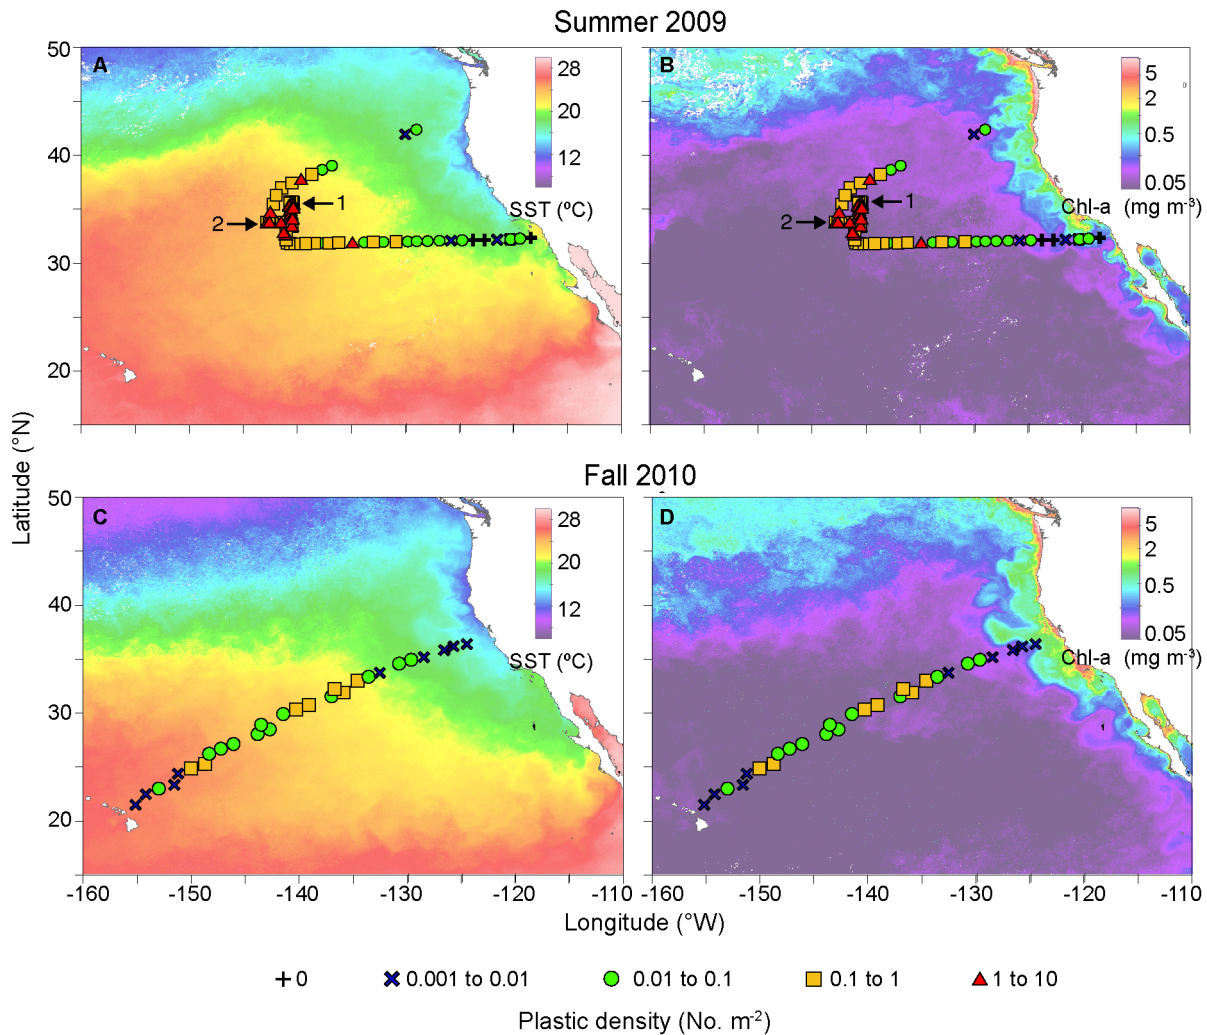 Summer 2009
50
40
30
20
A
28
20
12
SST (ºC)
1
2
B
5
2
0.5
0.05
Chl-a (mg m-3)
1
2
Latitude (°N)
Fall 2010
50
40
30
20
C
28
20
12
SST (ºC)
D
5
2
0.5
0.05
Chl-a (mg m-3)
-160 -150 -140 -130 -120 -110
-160 -150 -140 -130 -120 -110
Longitude (°W)
0 0.001 to 0.01 0.01 to 0.1 0.1 to 1 1 to 10
Plastic density (No. m-2)